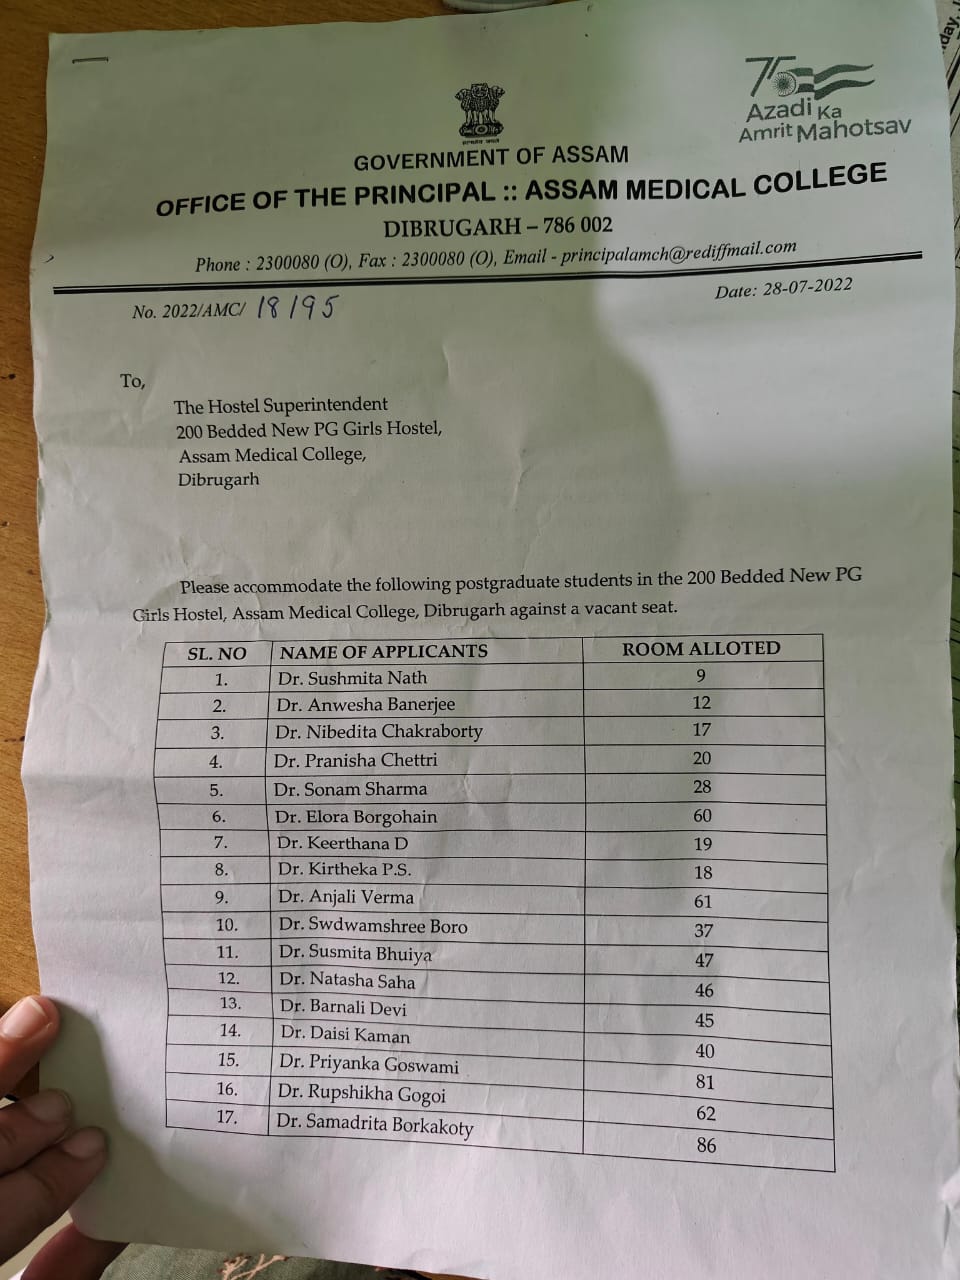 75
Azadi Ka
Amrit Mahotsav
GOVERNMENT OF ASSAM
OFFICE OF THE PRINCIPAL :: ASSAM MEDICAL COLLEGE
DIBRUGARH – 786 002
Phone : 2300080 (O), Fax : 2300080 (O), Email - principalamch@rediffmail.com
No. 2022/AMC/ 18195 Date: 28-07-2022
To,
The Hostel Superintendent
200 Bedded New PG Girls Hostel,
Assam Medical College,
Dibrugarh
Please accommodate the following postgraduate students in the 200 Bedded New PG
Girls Hostel, Assam Medical College, Dibrugarh against a vacant seat.
SL. NO NAME OF APPLICANTS ROOM ALLOTED
1. Dr. Sushmita Nath 9
2. Dr. Anwesha Banerjee 12
3. Dr. Nibedita Chakraborty 17
4. Dr. Pranisha Chettri 20
5. Dr. Sonam Sharma 28
6. Dr. Elora Borgohain 60
7. Dr. Keerthana D 19
8. Dr. Kirtheka P.S. 18
9. Dr. Anjali Verma 61
10. Dr. Swdwamshree Boro 37
11. Dr. Susmita Bhuiya 47
12. Dr. Natasha Saha 46
13. Dr. Barnali Devi 45
14. Dr. Daisi Kaman 40
15. Dr. Priyanka Goswami 81
16. Dr. Rupshikha Gogoi 62
17. Dr. Samadrita Borkakoty 86